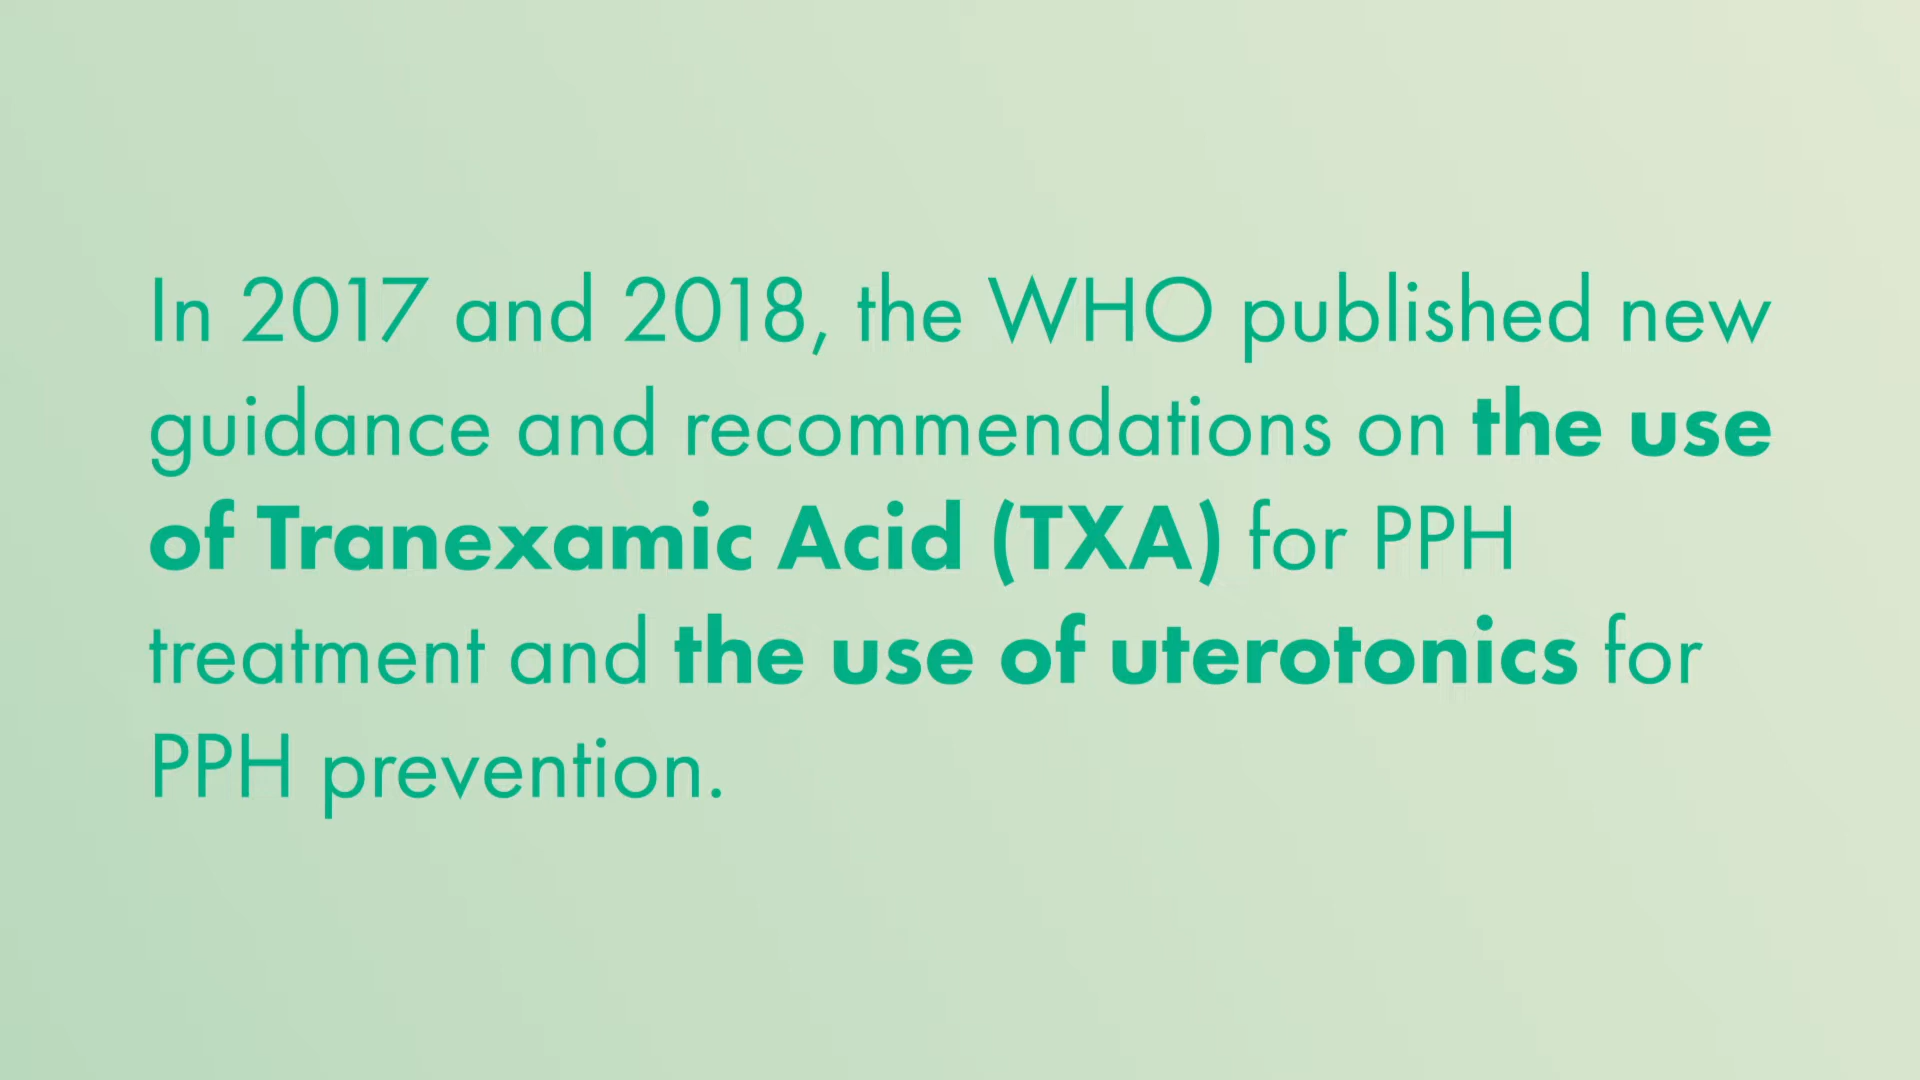 In 2017 and 2018, the WHO published new
guidance and recommendations on the use
of Tranexamic Acid (TXA) for PPH
treatment and the use of uterotonics for
PPH prevention.